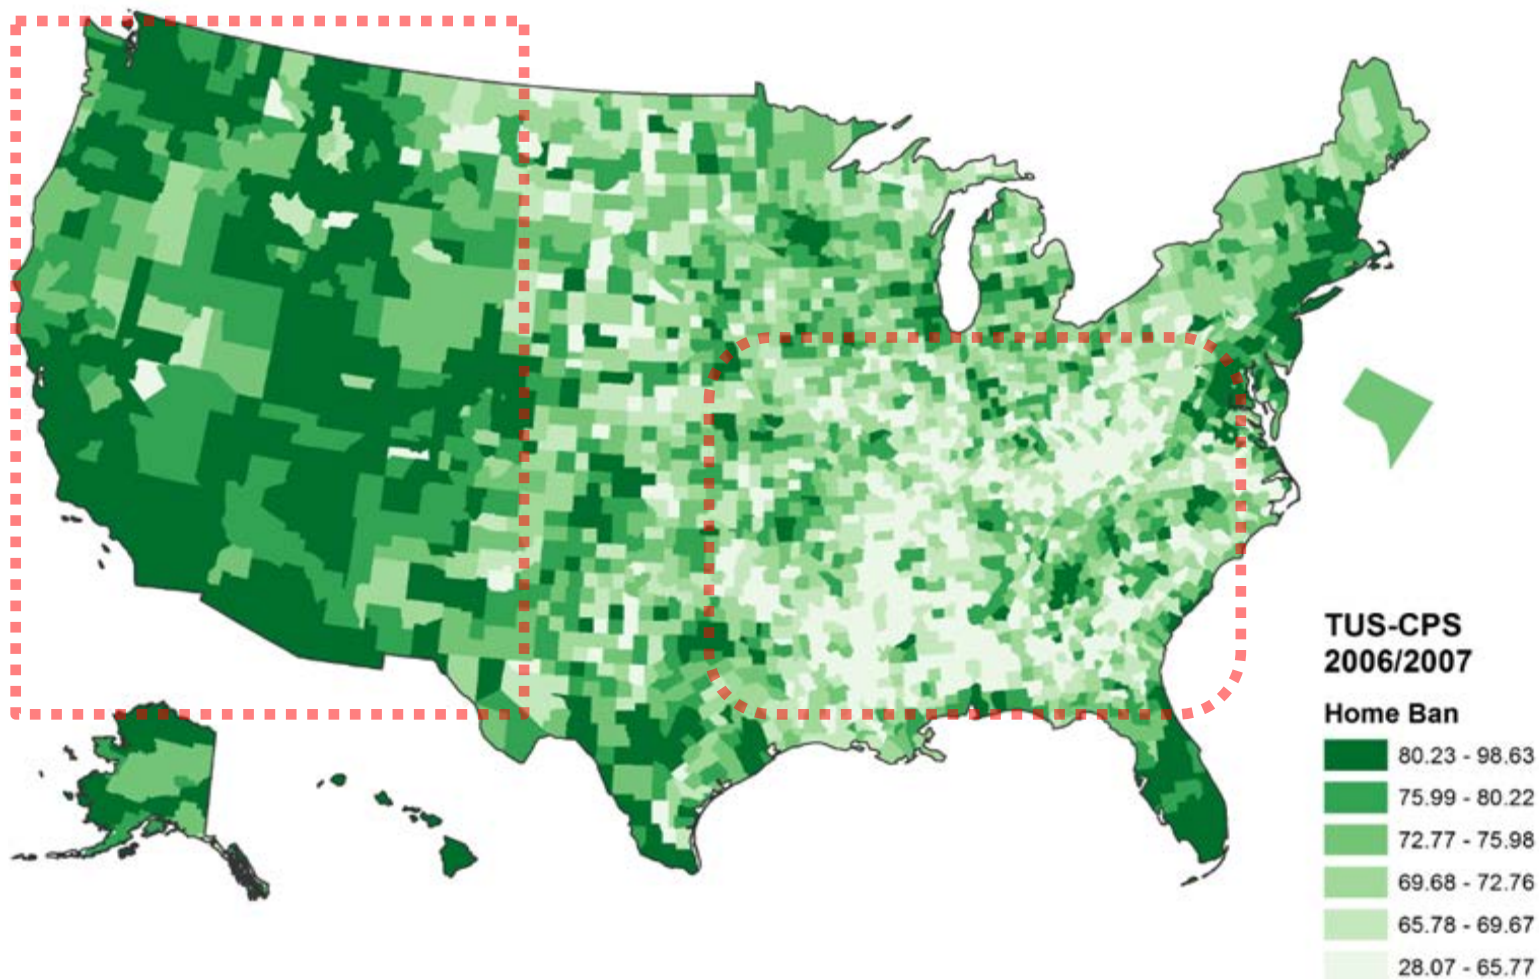 TUS-CPS
2006/2007
Home Ban
80.23 - 98.63
75.99 - 80.22
72.77 - 75.98
69.68 - 72.76
65.78 - 69.67
28.07 - 65.77